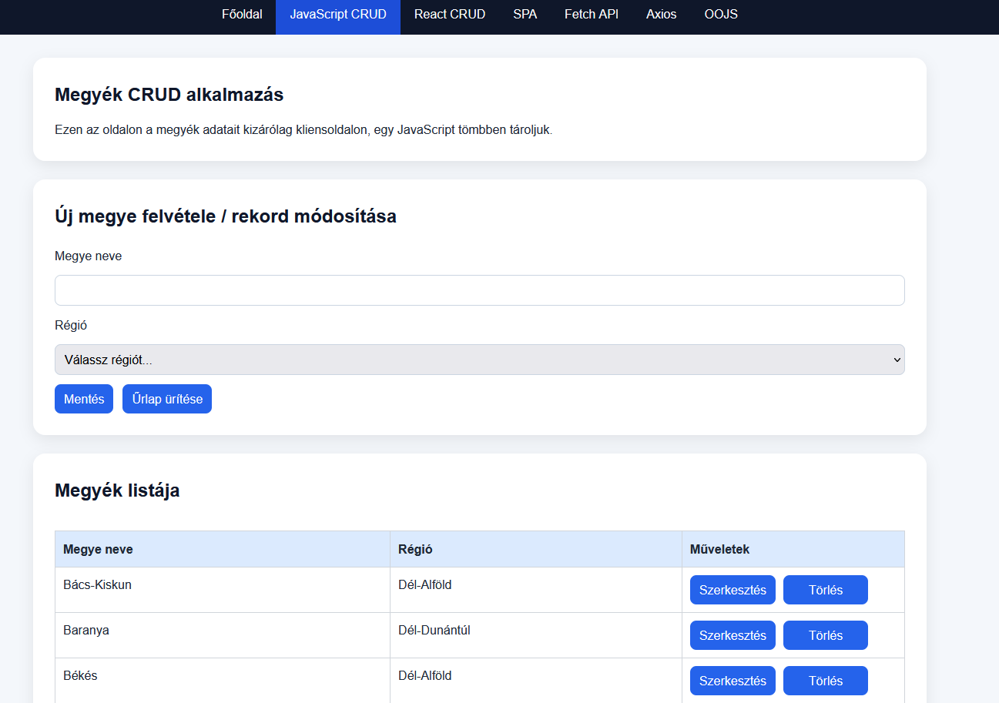 Főoldal JavaScript CRUD React CRUD SPA Fetch API Axios OOJS
Megyék CRUD alkalmazás
Ezen az oldalon a megyék adatait kizárólag kliensoldalon, egy JavaScript tömbben tároljuk.
Új megye felvétele / rekord módosítása
Megye neve
Régió
Válassz régiót...
Mentés Űrlap ürítése
Megyék listája
Megye neve Régió Műveletek
Bács-Kiskun Dél-Alföld Szerkesztés Törlés
Baranya Dél-Dunántúl Szerkesztés Törlés
Békés Dél-Alföld Szerkesztés Törlés